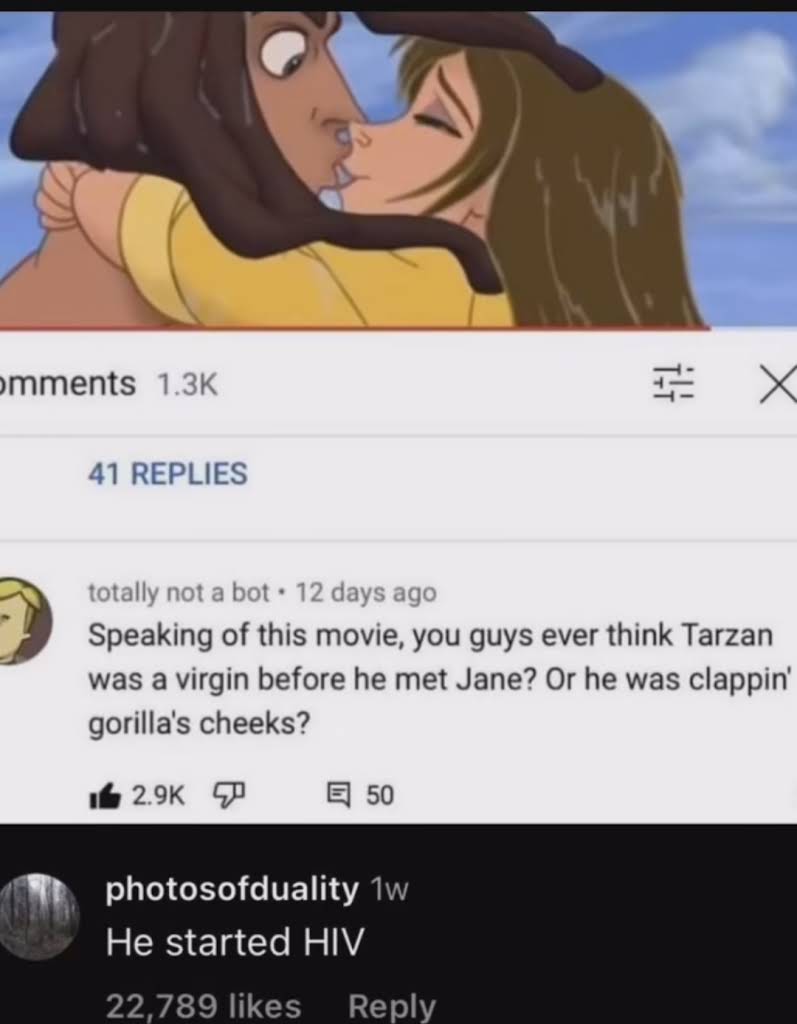 omments 1.3K
41 REPLIES
totally not a bot • 12 days ago
Speaking of this movie, you guys ever think Tarzan
was a virgin before he met Jane? Or he was clappin'
gorilla's cheeks?
2.9K 50
photosofduality 1w
He started HIV
22,789 likes Reply